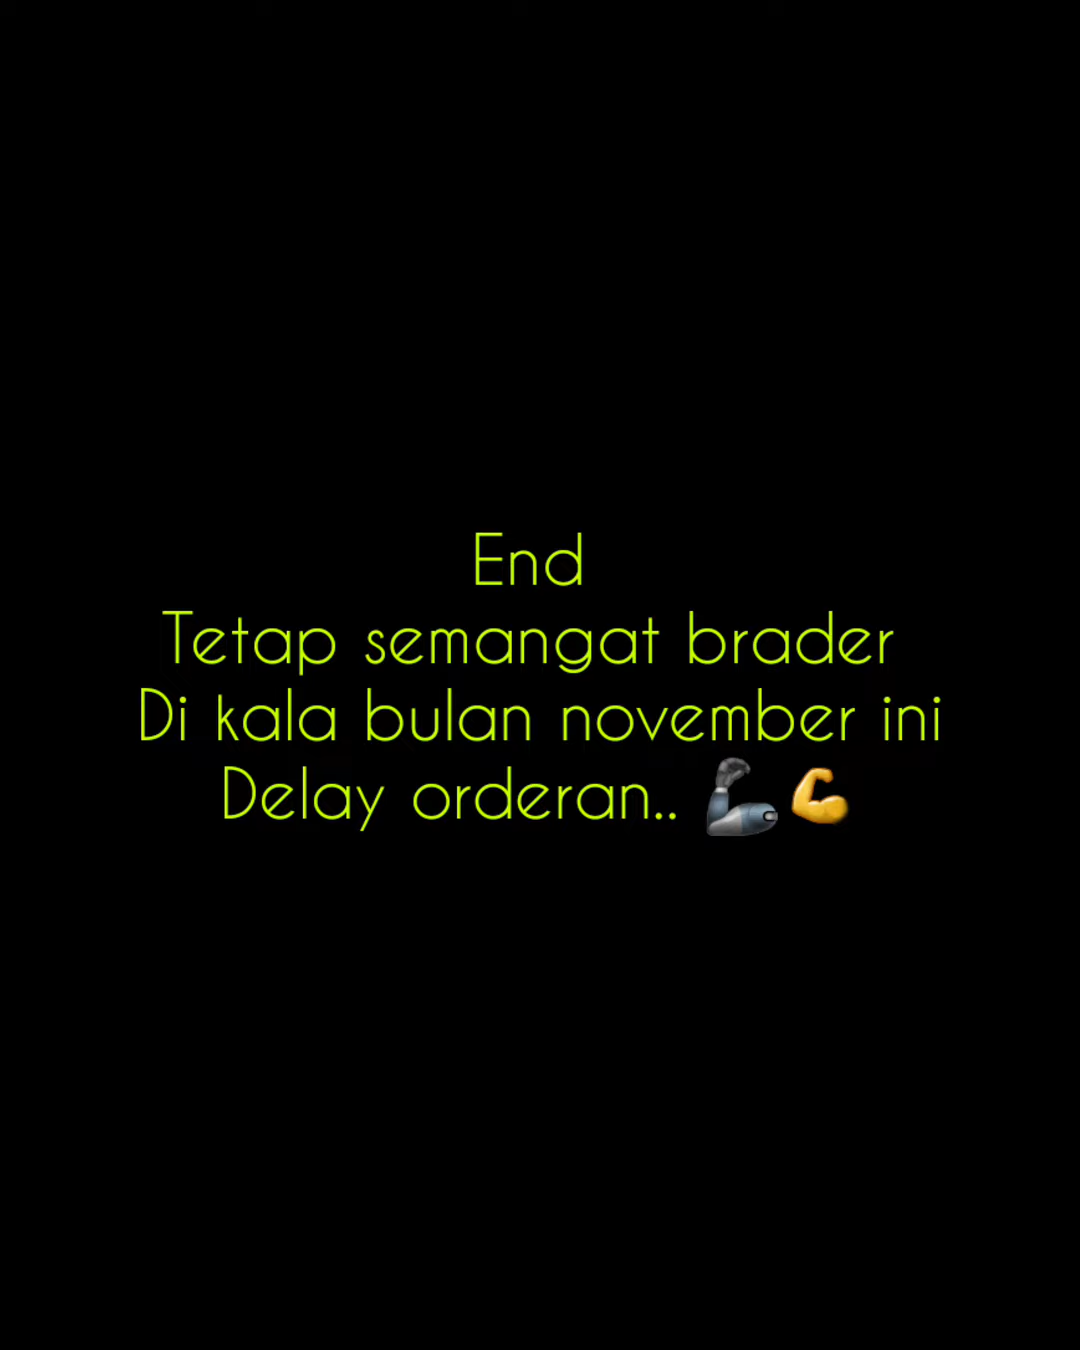 End
Tetap semangat brader
Di kala bulan november ini
Delay orderan.. 🦾💪